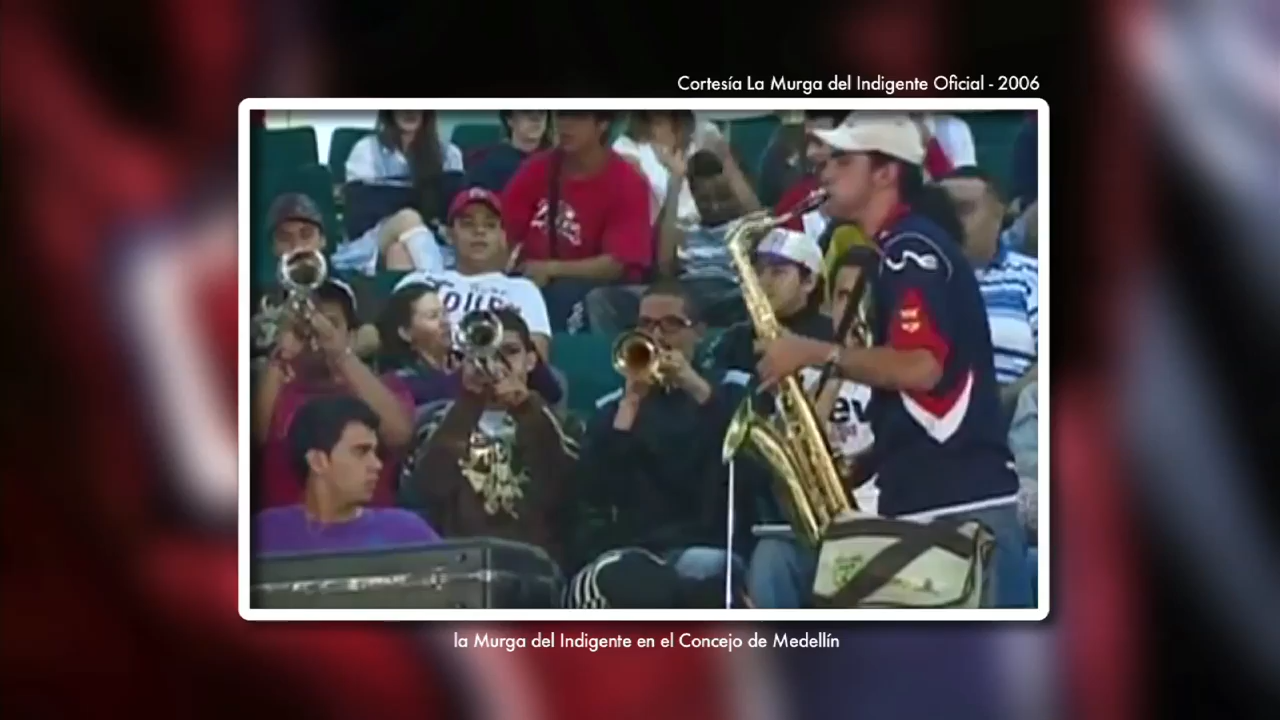 Cortesía La Murga del Indigente Oficial - 2006
la Murga del Indigente en el Concejo de Medellín